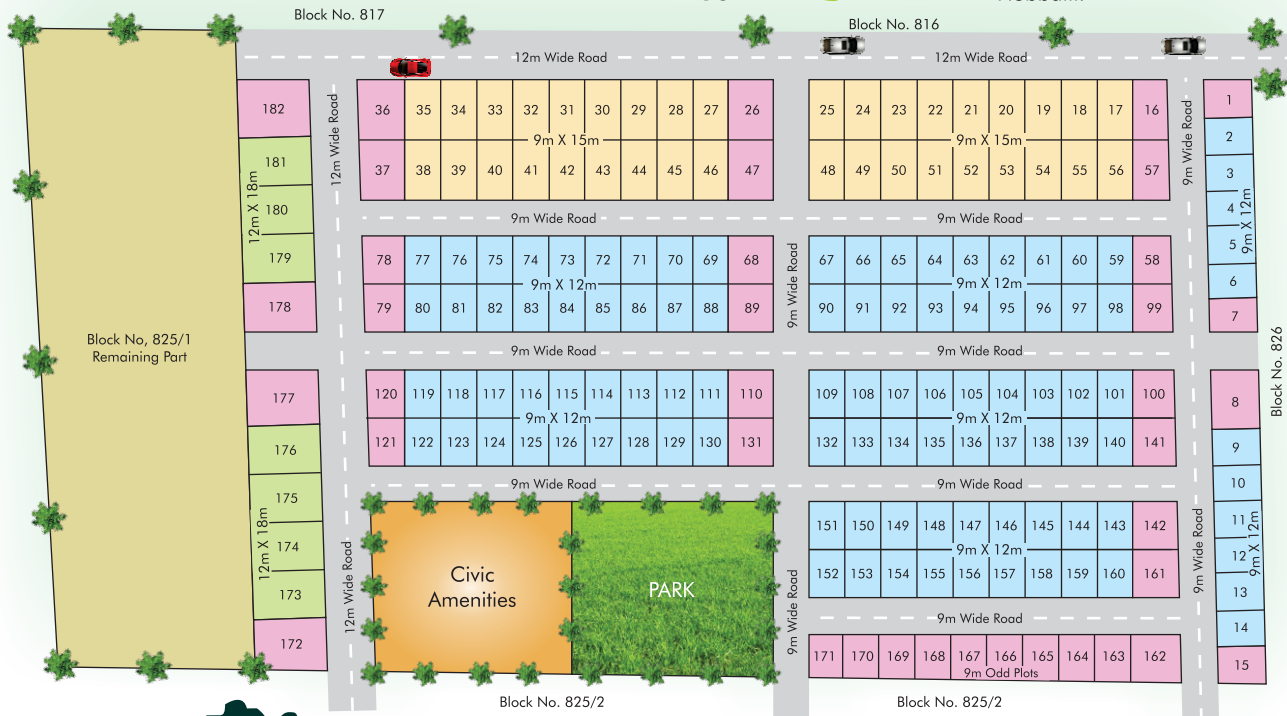 Block No. 817
Block No. 816
12m Wide Road
12m Wide Road
182
181
180
179
178
12m X 18m
12m Wide Road
36 35 34 33 32 31 30 29 28 27 26
9m X 15m
37 38 39 40 41 42 43 44 45 46 47
25 24 23 22 21 20 19 18 17 16
9m X 15m
48 49 50 51 52 53 54 55 56 57
9m Wide Road
1
2
3
4
5
6
7
9m X 12m
9m Wide Road
9m Wide Road
78 77 76 75 74 73 72 71 70 69 68
9m X 12m
79 80 81 82 83 84 85 86 87 88 89
9m Wide Road
67 66 65 64 63 62 61 60 59 58
9m X 12m
90 91 92 93 94 95 96 97 98 99
Block No, 825/1
Remaining Part
9m Wide Road
9m Wide Road
Block No. 826
177
176
175
174
173
172
12m X 18m
12m Wide Road
120 119 118 117 116 115 114 113 112 111 110
9m X 12m
121 122 123 124 125 126 127 128 129 130 131
109 108 107 106 105 104 103 102 101 100
9m X 12m
132 133 134 135 136 137 138 139 140 141
8
9
10
11
12
13
14
15
9m X 12m
9m Wide Road
9m Wide Road
9m Wide Road
Civic
Amenities
PARK
9m Wide Road
151 150 149 148 147 146 145 144 143 142
9m X 12m
152 153 154 155 156 157 158 159 160 161
9m Wide Road
171 170 169 168 167 166 165 164 163 162
9m Odd Plots
Block No. 825/2
Block No. 825/2